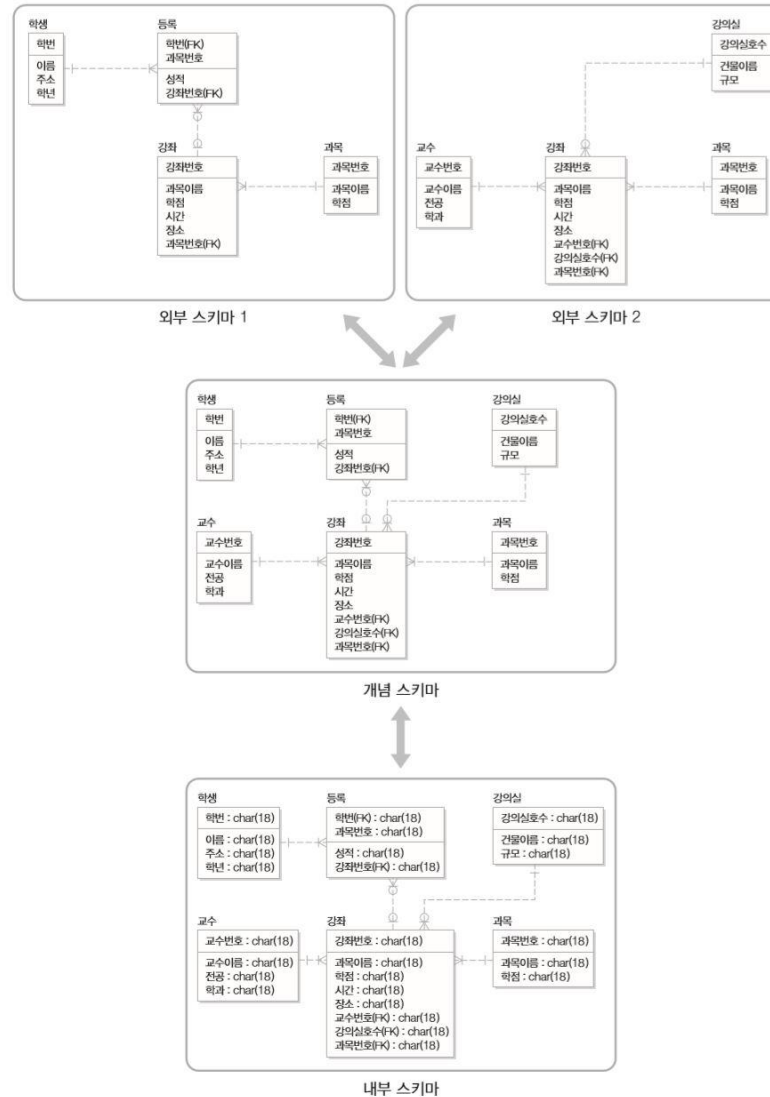 학생
학번
이름
주소
학년
등록
학번(FK)
과목번호
성적
강좌번호(FK)
강좌
강좌번호
과목이름
학점
시간
장소
과목번호(FK)
과목
과목번호
과목이름
학점
외부 스키마 1
강의실
강의실호수
건물이름
규모
교수
교수번호
교수이름
전공
학과
강좌
강좌번호
과목이름
학점
시간
장소
교수번호(FK)
강의실호수(FK)
과목번호(FK)
과목
과목번호
과목이름
학점
외부 스키마 2
학생
학번
이름
주소
학년
등록
학번(FK)
과목번호
성적
강좌번호(FK)
강의실
강의실호수
건물이름
규모
교수
교수번호
교수이름
전공
학과
강좌
강좌번호
과목이름
학점
시간
장소
교수번호(FK)
강의실호수(FK)
과목번호(FK)
과목
과목번호
과목이름
학점
개념 스키마
학생
학번 : char(18)
이름 : char(18)
주소 : char(18)
학년 : char(18)
등록
학번(FK) : char(18)
과목번호 : char(18)
성적 : char(18)
강좌번호(FK) : char(18)
강의실
강의실호수 : char(18)
건물이름 : char(18)
규모 : char(18)
교수
교수번호 : char(18)
교수이름 : char(18)
전공 : char(18)
학과 : char(18)
강좌
강좌번호 : char(18)
과목이름 : char(18)
학점 : char(18)
시간 : char(18)
장소 : char(18)
교수번호(FK) : char(18)
강의실호수(FK) : char(18)
과목번호(FK) : char(18)
과목
과목번호 : char(18)
과목이름 : char(18)
학점 : char(18)
내부 스키마